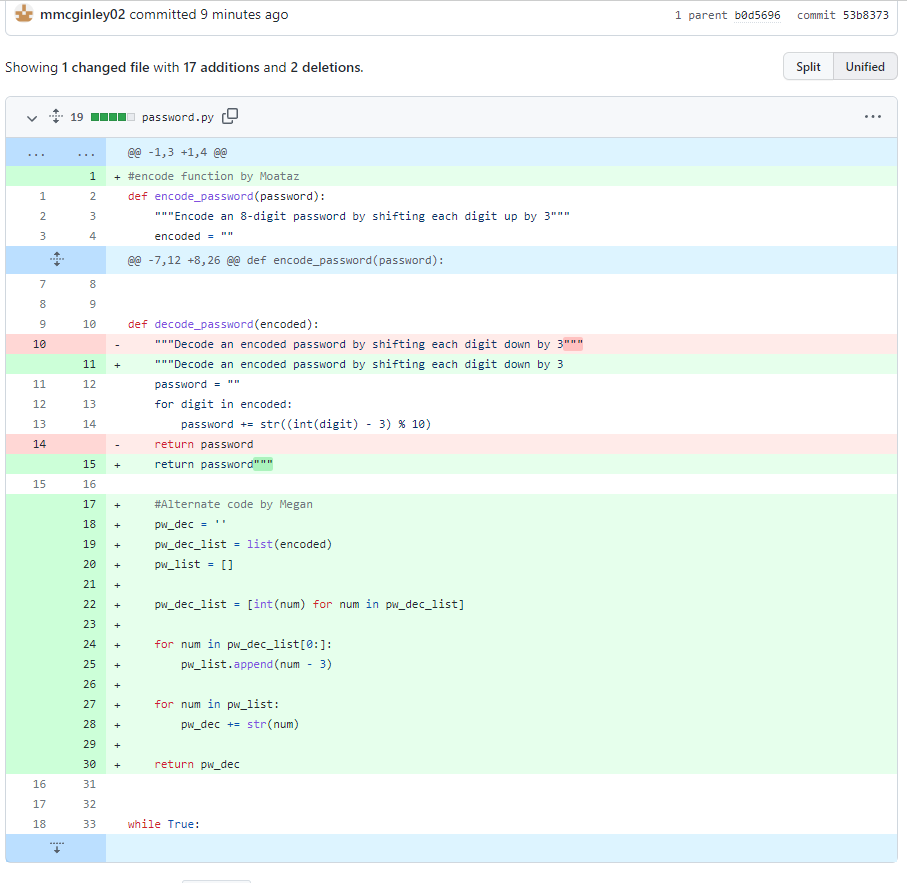 mmcginley02 committed 9 minutes ago 1 parent b0d5696 commit 53b8373
Showing 1 changed file with 17 additions and 2 deletions.
Split Unified
19 password.py
... ... @@ -1,3 +1,4 @@
1 + #encode function by Moataz
1 2 def encode_password(password):
2 3 """Encode an 8-digit password by shifting each digit up by 3"""
3 4 encoded = ""
@@ -7,12 +8,26 @@ def encode_password(password):
7 8
8 9
9 10 def decode_password(encoded):
10 - """Decode an encoded password by shifting each digit down by 3"""
11 + """Decode an encoded password by shifting each digit down by 3
11 12 password = ""
12 13 for digit in encoded:
13 14 password += str((int(digit) - 3) % 10)
14 - return password
15 + return password"""
15 16
17 + #Alternate code by Megan
18 + pw_dec = ''
19 + pw_dec_list = list(encoded)
20 + pw_list = []
21 +
22 + pw_dec_list = [int(num) for num in pw_dec_list]
23 +
24 + for num in pw_dec_list[0:]:
25 + pw_list.append(num - 3)
26 +
27 + for num in pw_list:
28 + pw_dec += str(num)
29 +
30 + return pw_dec
16 31
17 32
18 33 while True: